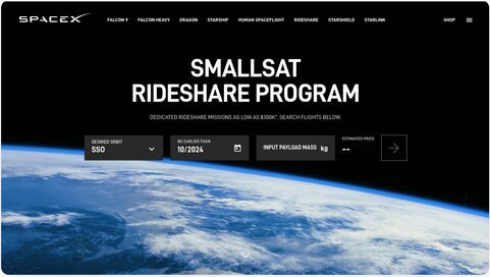 SPACEX
FALCON 9 FALCON HEAVY DRAGON STARSHIP HUMAN SPACEFLIGHT RIDESHARE STARSHIELD STARLINK SHOP
SMALLSAT
RIDESHARE PROGRAM
DEDICATED RIDESHARE MISSIONS AS LOW AS $300K*. SEARCH FLIGHTS BELOW
DESIRED ORBIT
SSO
NO EARLIER THAN
10/2024
INPUT PAYLOAD MASS kg
ESTIMATED PRICE
--